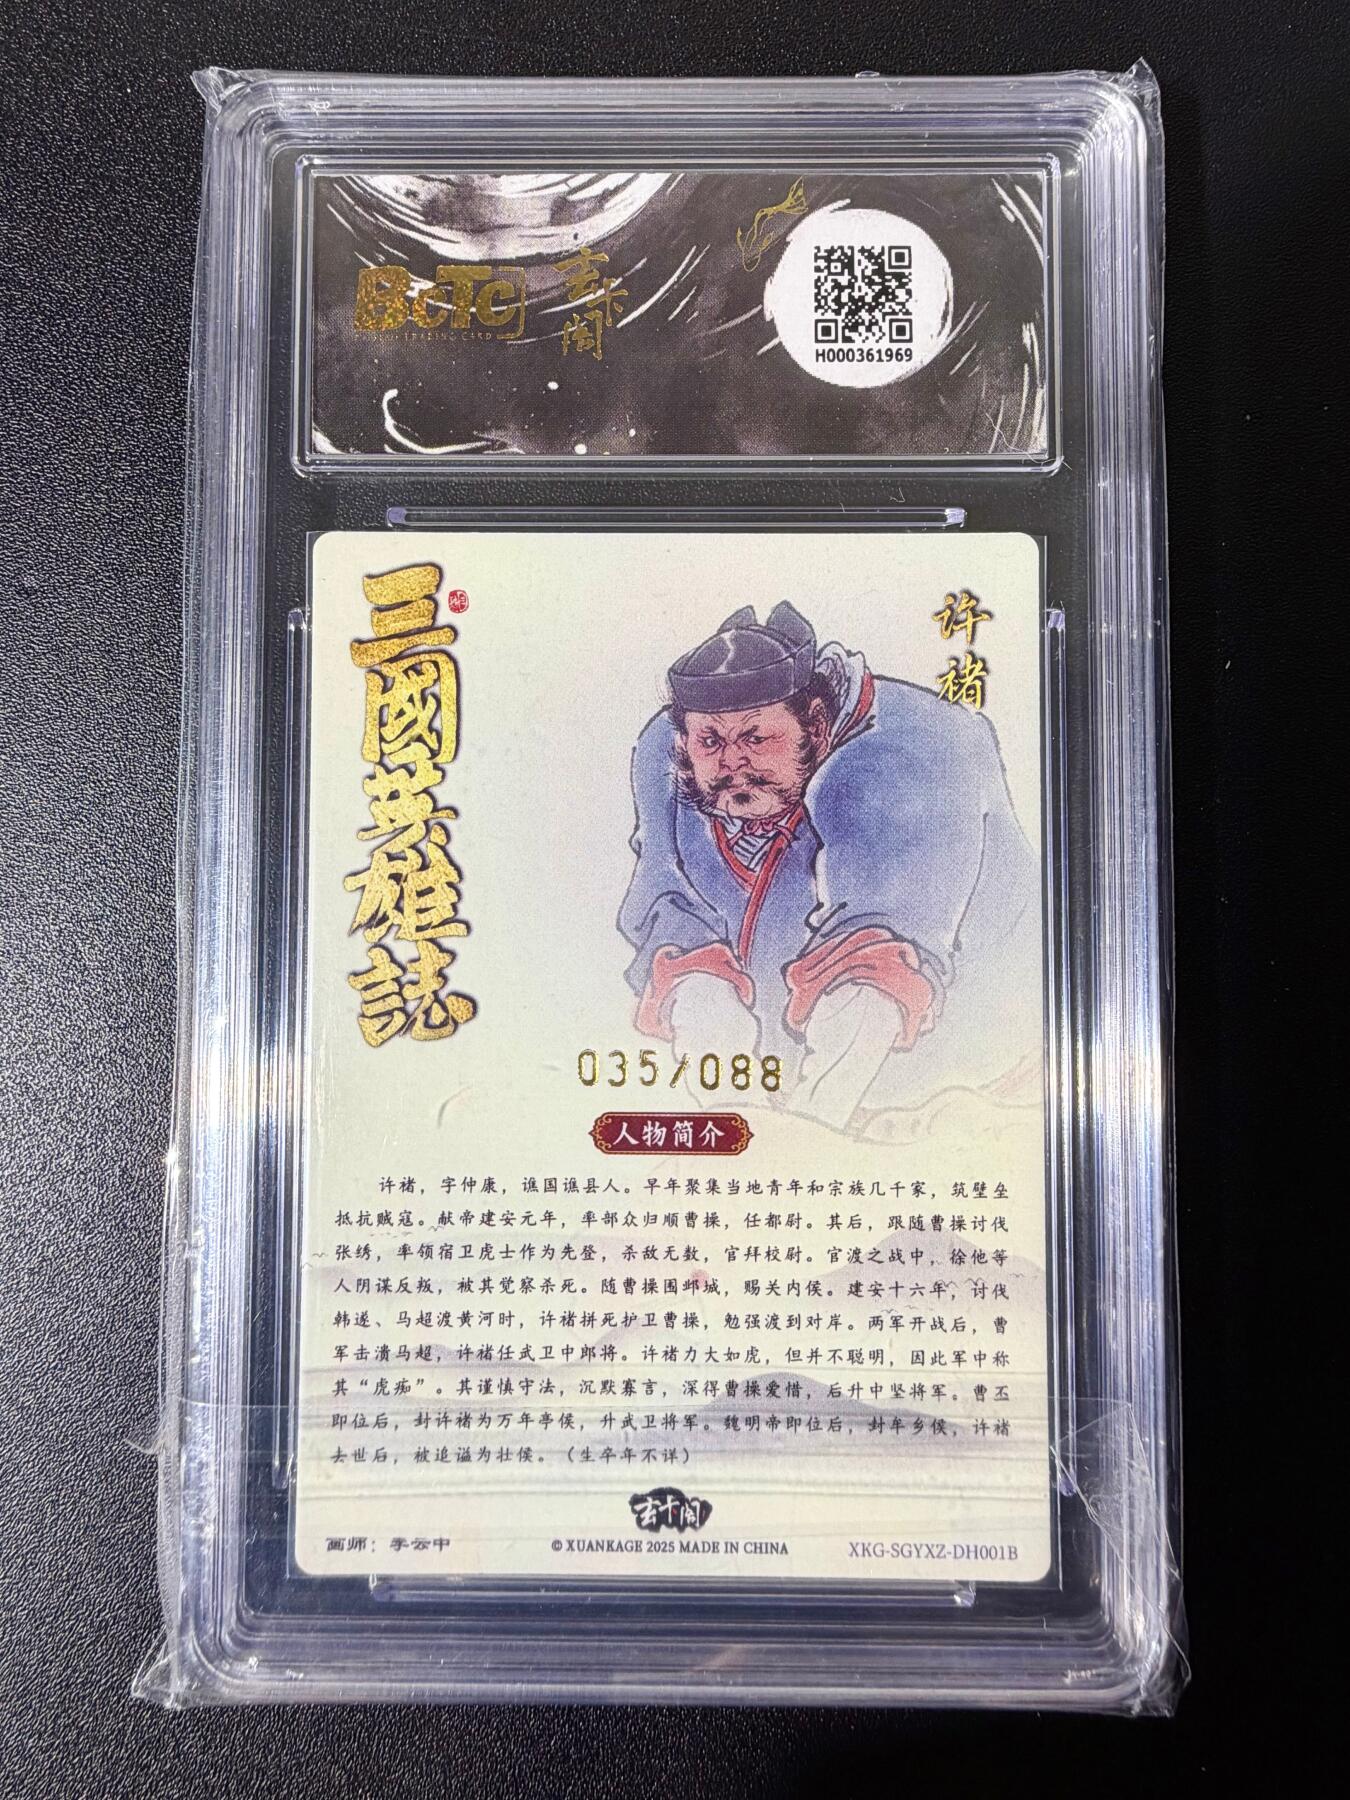 BcTc
TRADING CARD
玄卡阁
H000361969
三國英雄誌
许褚
035/088
人物简介
许褚，字仲康，谯国谯县人。早年聚集当地青年和宗族几千家，筑壁垒
抵抗贼寇。献帝建安元年，率部众归顺曹操，任都尉。其后，跟随曹操讨伐
张绣，率领宿卫虎士作为先登，杀敌无数，官拜校尉。官渡之战中，徐他等
人阴谋反叛，被其觉察杀死。随曹操围邺城，赐关内侯。建安十六年，讨伐
韩遂、马超渡黄河时，许褚拼死护卫曹操，勉强渡到对岸。两军开战后，曹
军击溃马超，许褚任武卫中郎将。许褚力大如虎，但并不聪明，因此军中称
其“虎痴”。其谨慎守法，沉默寡言，深得曹操爱惜，后升中坚将军。曹丕
即位后，封许褚为万年亭侯，升武卫将军。魏明帝即位后，封牟乡侯，许褚
去世后，被追谥为壮侯。（生卒年不详）
玄卡阁
画师：李云中
© XUANKAGE 2025 MADE IN CHINA
XKG-SGYXZ-DH001B